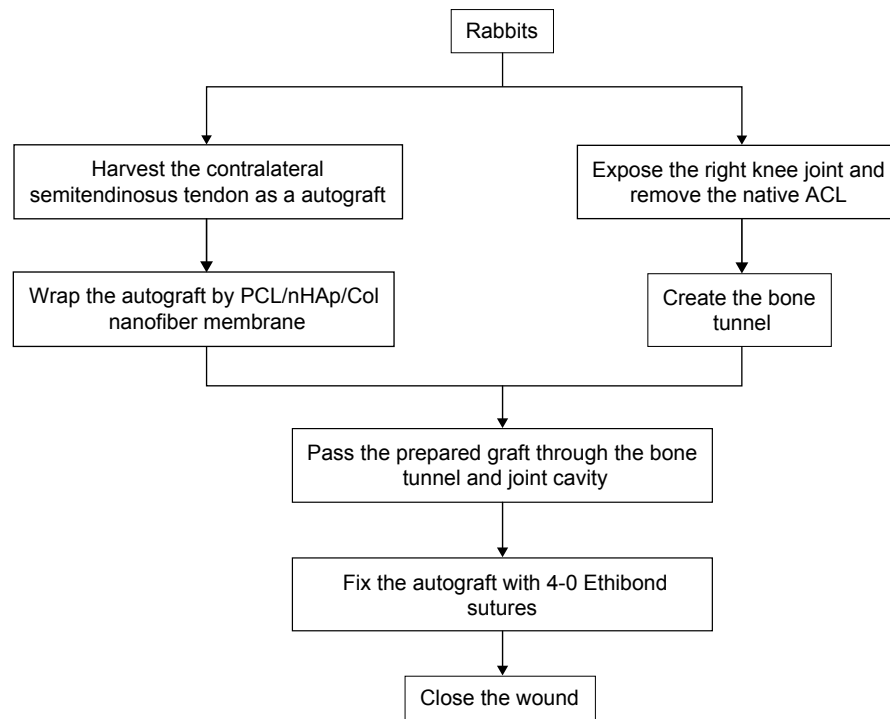 Rabbits
Harvest the contralateral
semitendinosus tendon as a autograft
Expose the right knee joint and
remove the native ACL
Wrap the autograft by PCL/nHAp/Col
nanofiber membrane
Create the bone
tunnel
Pass the prepared graft through the bone
tunnel and joint cavity
Fix the autograft with 4-0 Ethibond
sutures
Close the wound